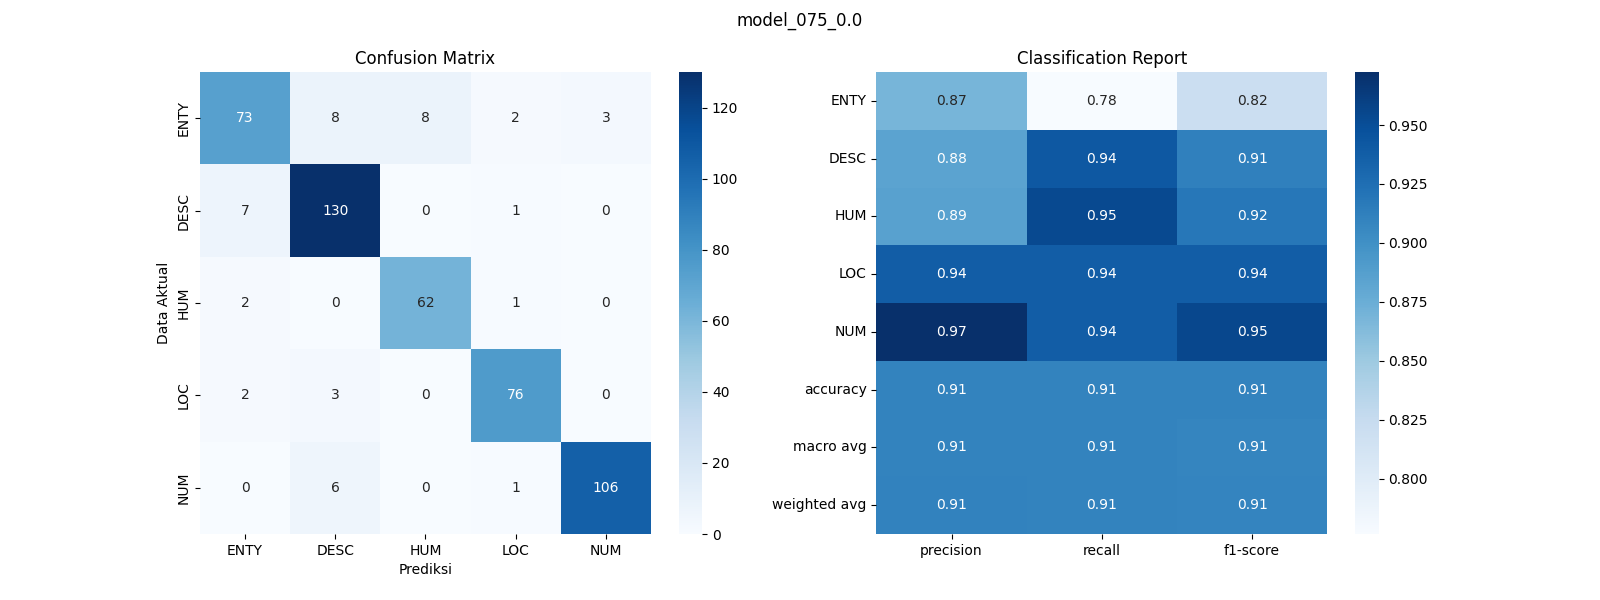 model_075_0.0
Confusion Matrix
Data Aktual
ENTY 73 8 8 2 3
DESC 7 130 0 1 0
HUM 2 0 62 1 0
LOC 2 3 0 76 0
NUM 0 6 0 1 106
ENTY DESC HUM LOC NUM
Prediksi
120
100
80
60
40
20
0
Classification Report
ENTY 0.87 0.78 0.82
DESC 0.88 0.94 0.91
HUM 0.89 0.95 0.92
LOC 0.94 0.94 0.94
NUM 0.97 0.94 0.95
accuracy 0.91 0.91 0.91
macro avg 0.91 0.91 0.91
weighted avg 0.91 0.91 0.91
precision recall f1-score
0.950
0.925
0.900
0.875
0.850
0.825
0.800